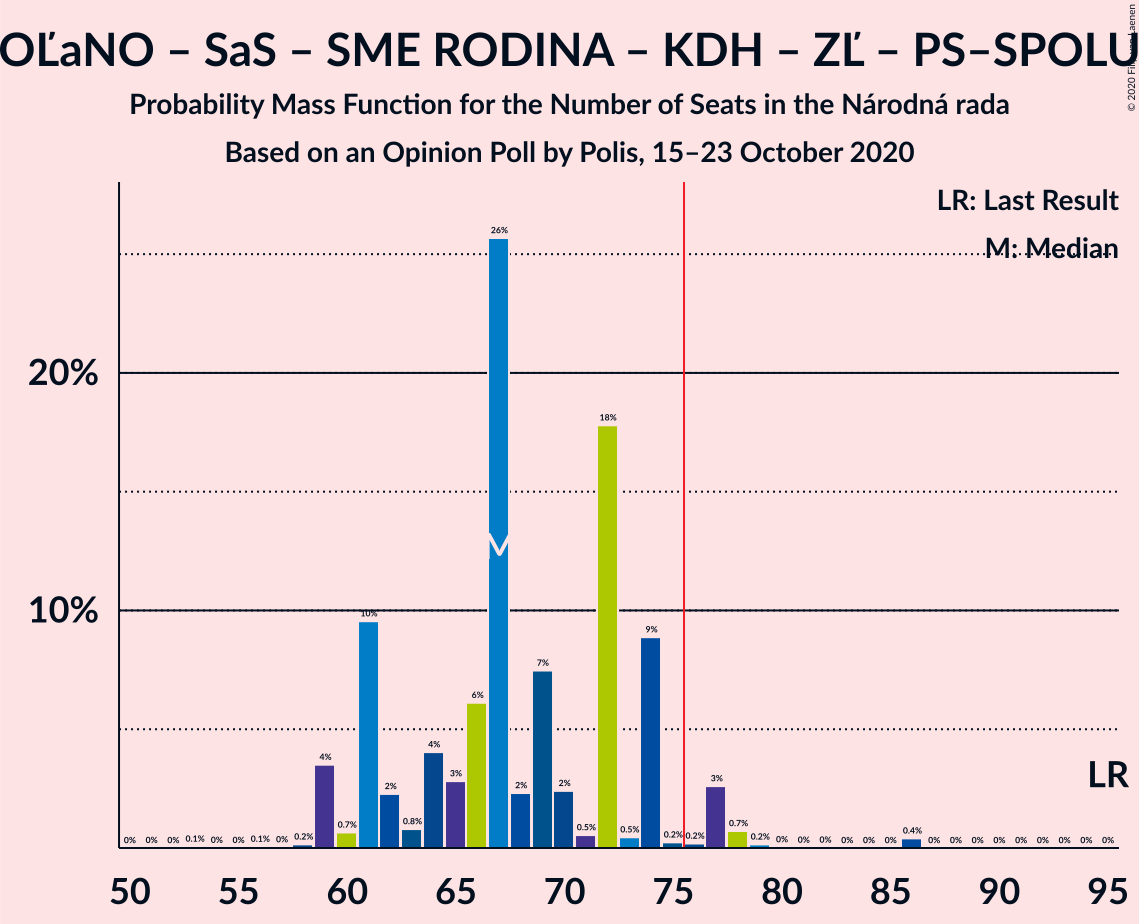 OĽaNO – SaS – SME RODINA – KDH – ZĽ – PS–SPOLU
Probability Mass Function for the Number of Seats in the Národná rada
Based on an Opinion Poll by Polis, 15–23 October 2020
© 2020 Filip van Laenen
LR: Last Result
M: Median
20%
10%
0% 0% 0% 0.1% 0% 0% 0.1% 0% 0.2% 4% 0.7% 10% 2% 0.8% 4% 3% 6% 26% 2% 7% 2% 0.5% 18% 0.5% 9% 0.2% 0.2% 3% 0.7% 0.2% 0% 0% 0% 0% 0% 0% 0.4% 0% 0% 0% 0% 0% 0% 0% 0% 0%
M
LR
50 55 60 65 70 75 80 85 90 95